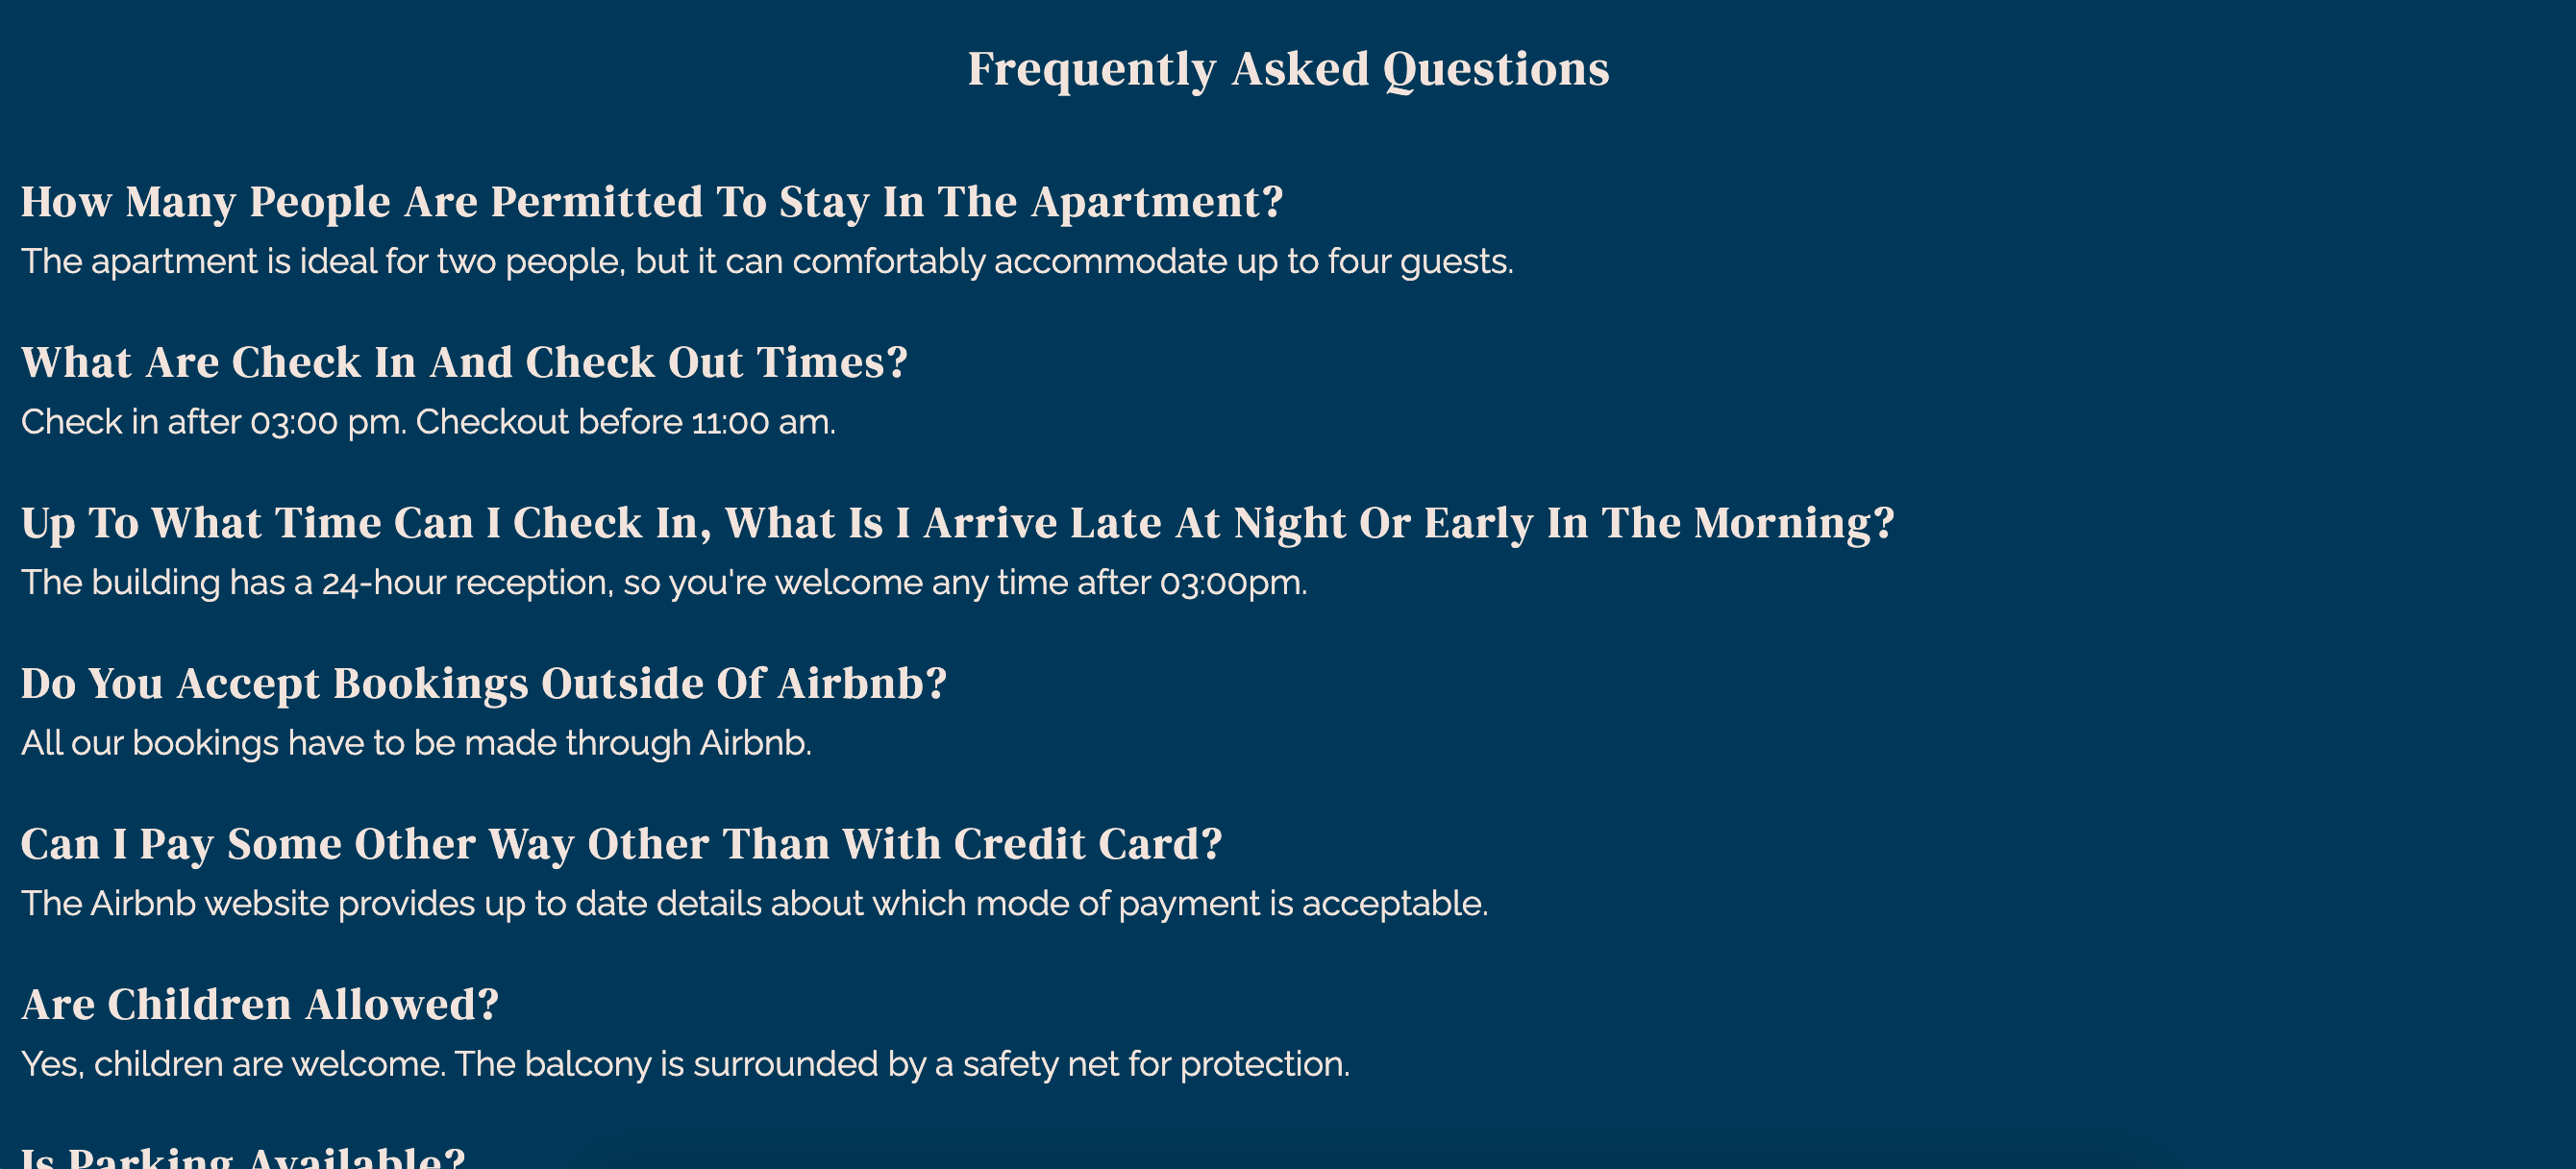 Frequently Asked Questions
How Many People Are Permitted To Stay In The Apartment?
The apartment is ideal for two people, but it can comfortably accommodate up to four guests.
What Are Check In And Check Out Times?
Check in after 03:00 pm. Checkout before 11:00 am.
Up To What Time Can I Check In, What Is I Arrive Late At Night Or Early In The Morning?
The building has a 24-hour reception, so you're welcome any time after 03:00pm.
Do You Accept Bookings Outside Of Airbnb?
All our bookings have to be made through Airbnb.
Can I Pay Some Other Way Other Than With Credit Card?
The Airbnb website provides up to date details about which mode of payment is acceptable.
Are Children Allowed?
Yes, children are welcome. The balcony is surrounded by a safety net for protection.
Is Parking Available?